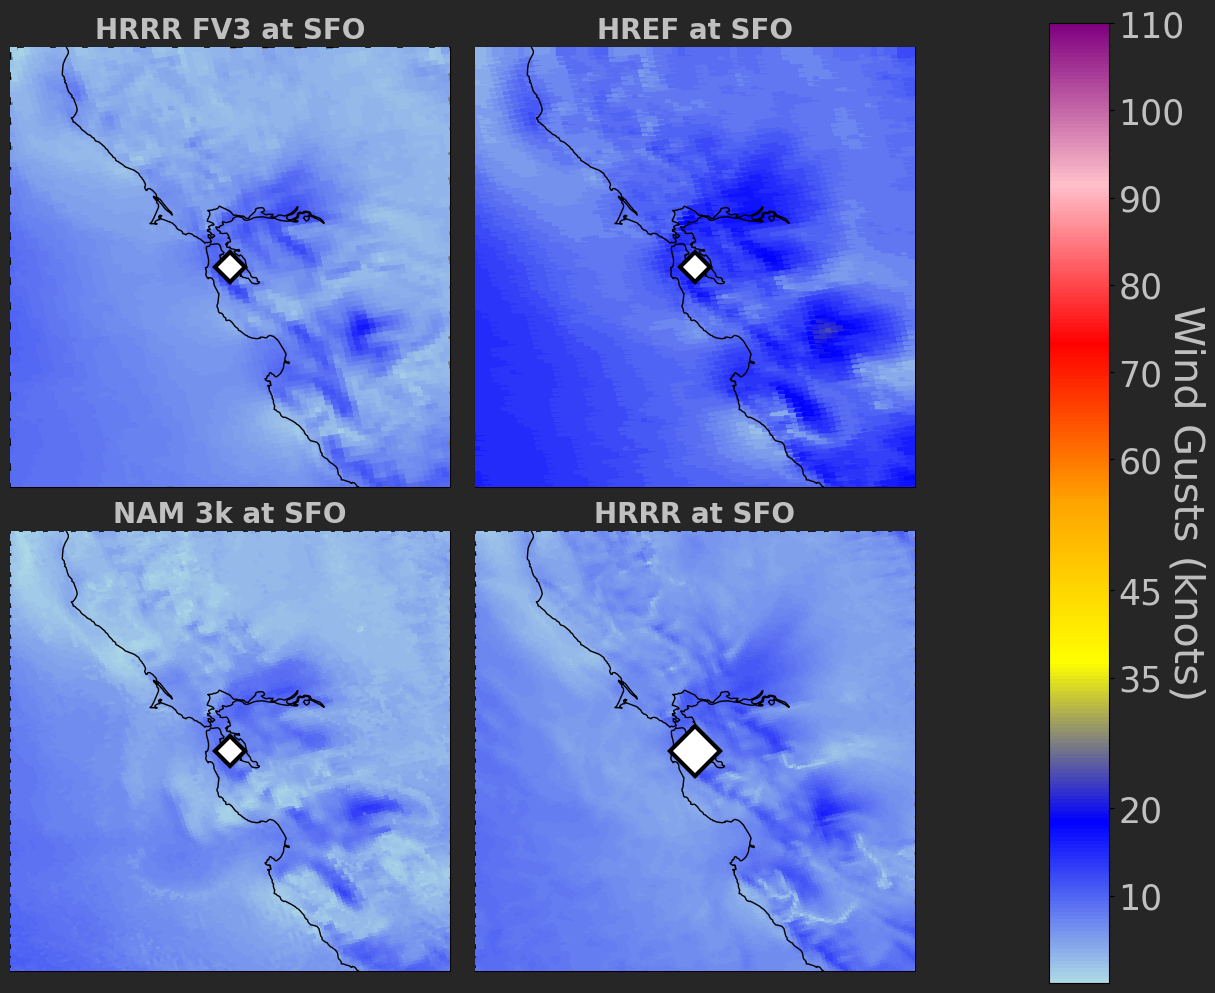 HRRR FV3 at SFO
HREF at SFO
NAM 3k at SFO
HRRR at SFO
110
100
90
80
70
60
45
35
20
10
Wind Gusts (knots)